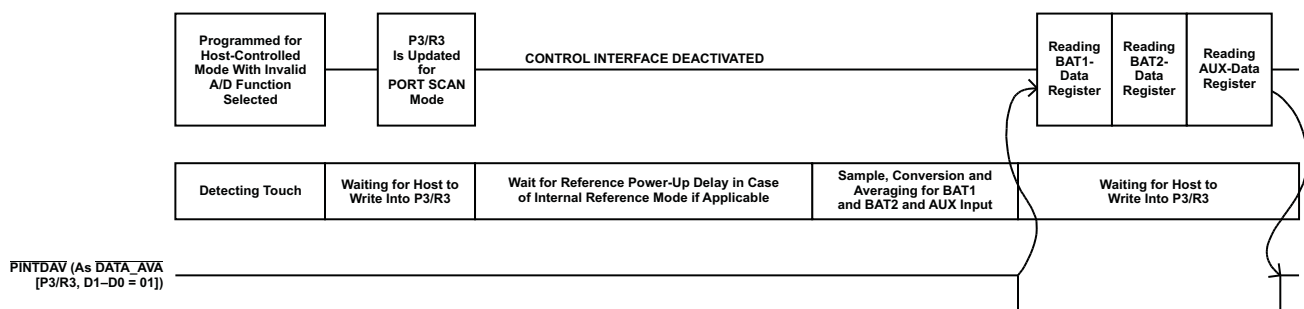 Programmed for
Host-Controlled
Mode With Invalid
A/D Function
Selected
P3/R3
Is Updated
for
PORT SCAN
Mode
CONTROL INTERFACE DEACTIVATED
Reading
BAT1-
Data
Register
Reading
BAT2-
Data
Register
Reading
AUX-Data
Register
Detecting Touch
Waiting for Host to
Write Into P3/R3
Wait for Reference Power-Up Delay in Case
of Internal Reference Mode if Applicable
Sample, Conversion and
Averaging for BAT1
and BAT2 and AUX Input
Waiting for Host to
Write Into P3/R3
PINTDAV (As DATA_AVA
[P3/R3, D1–D0 = 01])